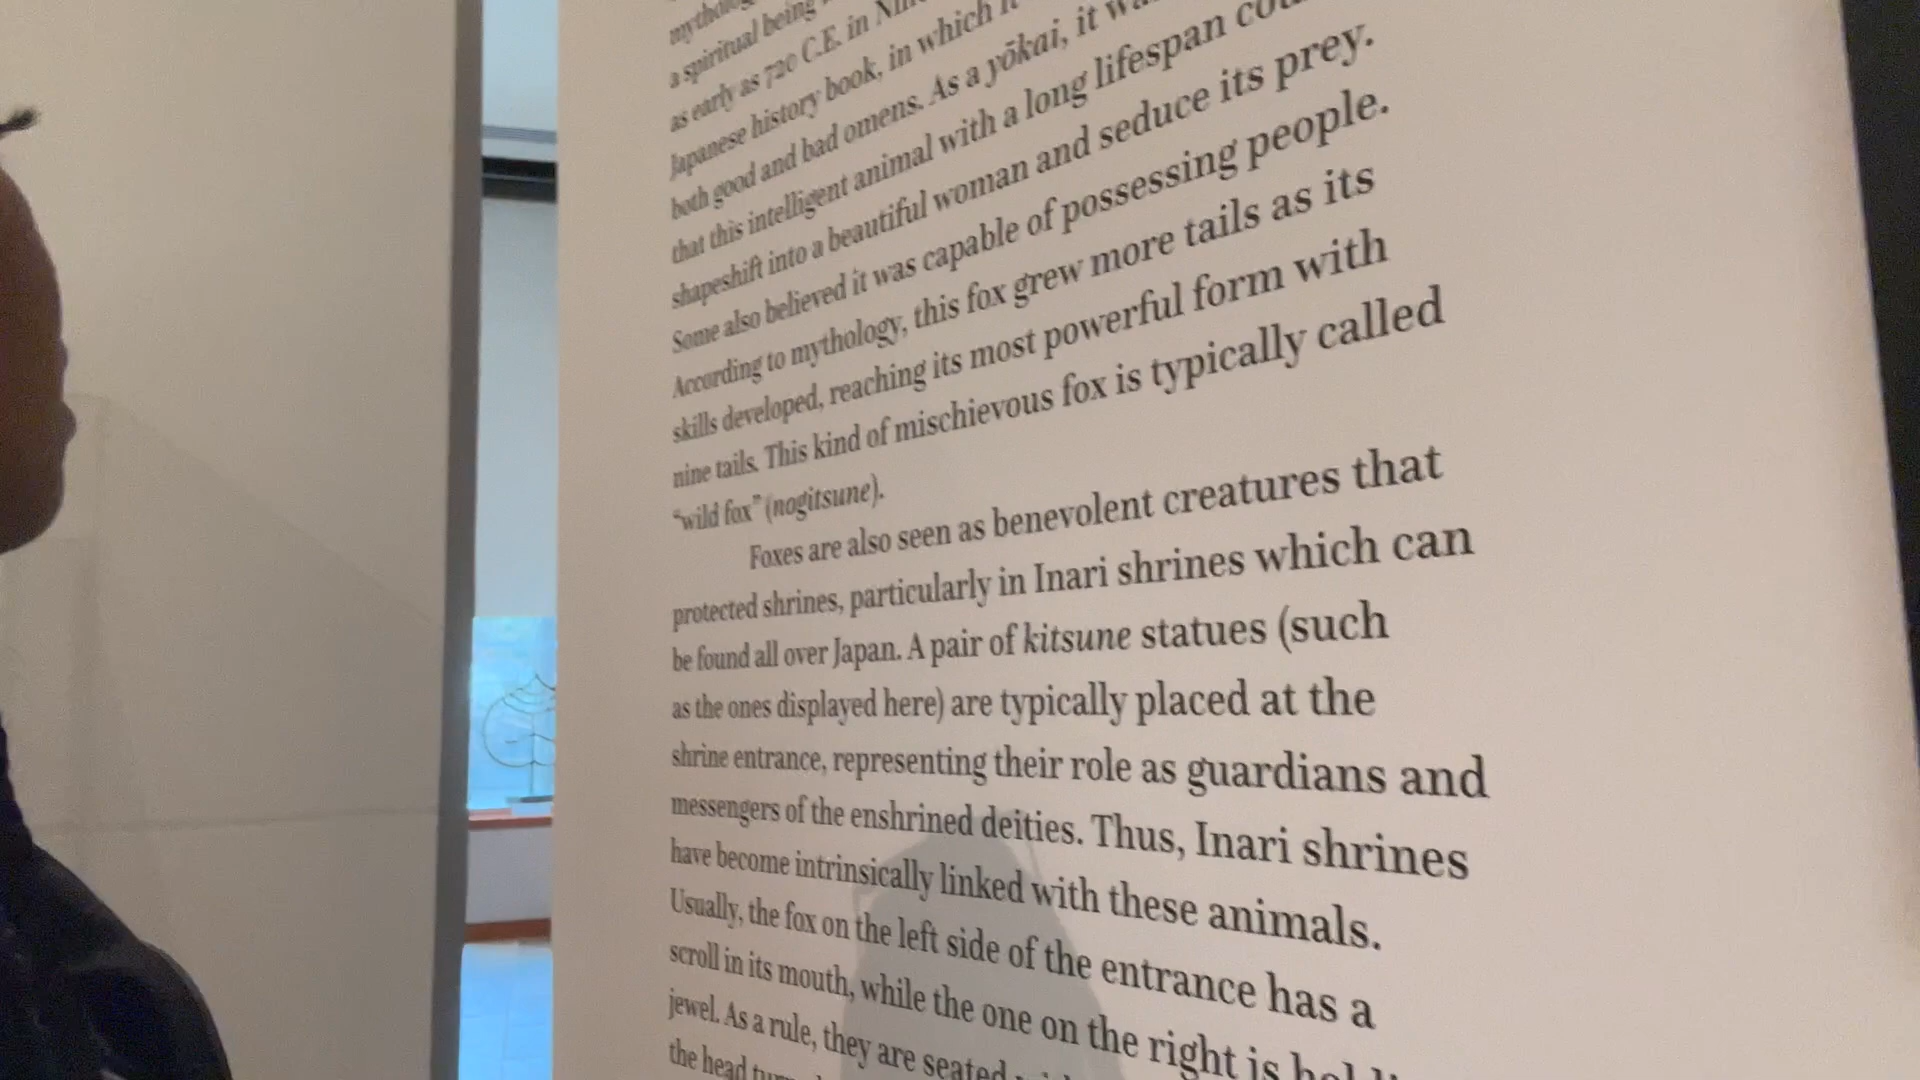 a spiritual being
as early as 720 C.E. in
Japanese history book, in which
both good and bad omens. As a yōkai, it
that this intelligent animal with a long lifespan
shapeshift into a beautiful woman and seduce its prey.
Some also believed it was capable of possessing people.
According to mythology, this fox grew more tails as its
skills developed, reaching its most powerful form with
nine tails. This kind of mischievous fox is typically called
“wild fox” (nogitsune).
Foxes are also seen as benevolent creatures that
protected shrines, particularly in Inari shrines which can
be found all over Japan. A pair of kitsune statues (such
as the ones displayed here) are typically placed at the
shrine entrance, representing their role as guardians and
messengers of the enshrined deities. Thus, Inari shrines
have become intrinsically linked with these animals.
Usually, the fox on the left side of the entrance has a
scroll in its mouth, while the one on the right is
jewel. As a rule, they are seated
the head